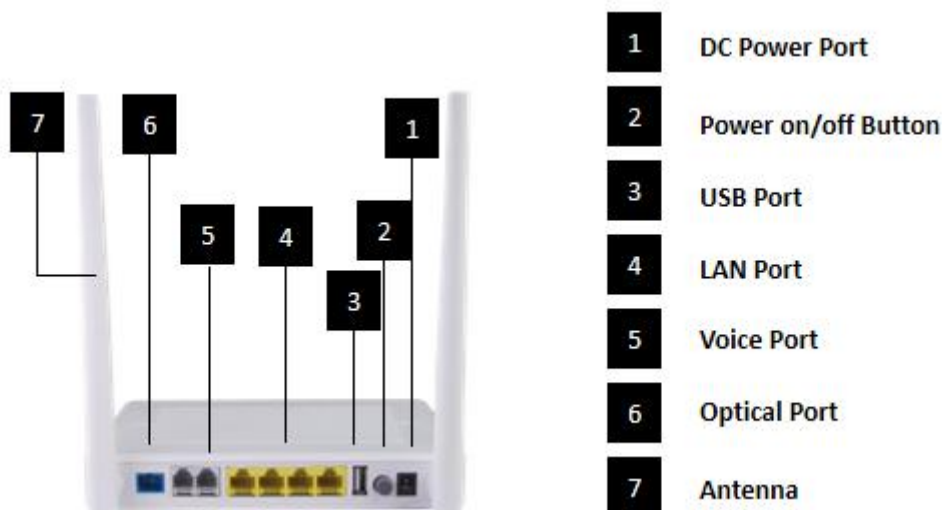 7
6
1
5
4
2
3
1 DC Power Port
2 Power on/off Button
3 USB Port
4 LAN Port
5 Voice Port
6 Optical Port
7 Antenna